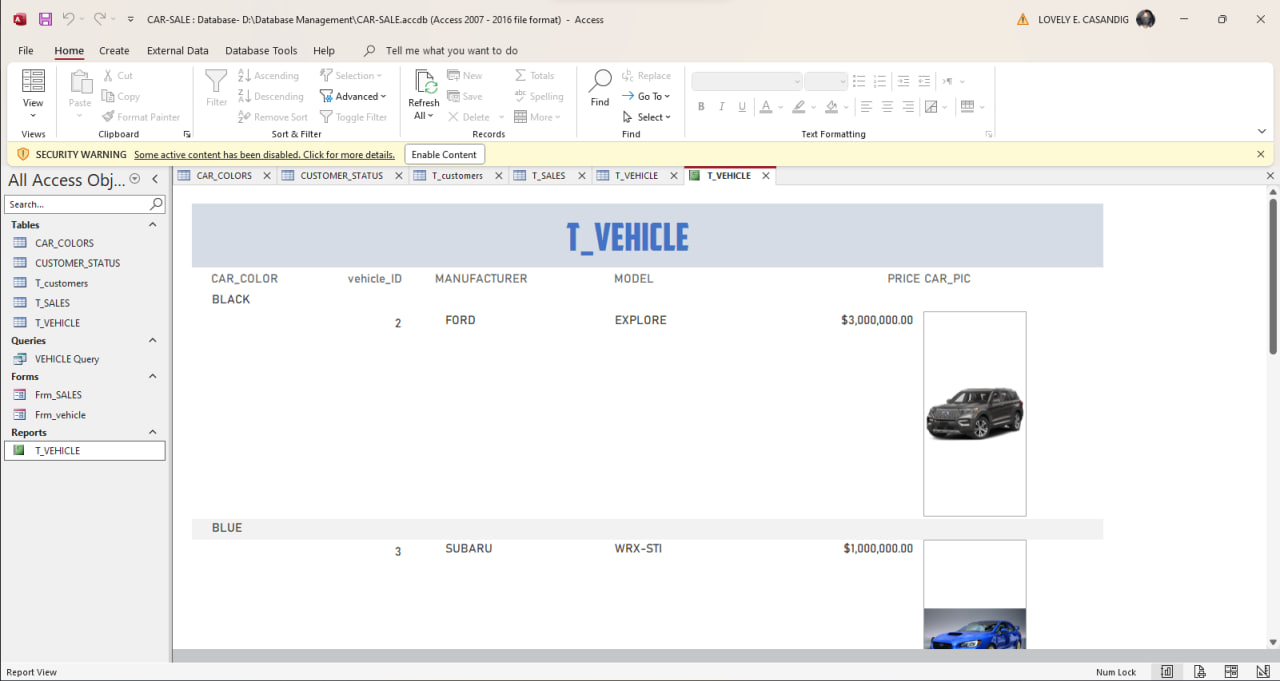 CAR-SALE : Database- D:\Database Management\CAR-SALE.accdb (Access 2007 - 2016 file format) - Access
LOVELY E. CASANDIG
File Home Create External Data Database Tools Help Tell me what you want to do
View
Views
Paste
Cut
Copy
Format Painter
Clipboard
Filter
Ascending
Descending
Remove Sort
Selection
Advanced
Toggle Filter
Sort & Filter
Refresh
All
New
Save
Delete
Totals
Spelling
More
Records
Find
Replace
Go To
Select
Find
B I U A
Text Formatting
SECURITY WARNING Some active content has been disabled. Click for more details. Enable Content
All Access Obj...
Search...
Tables
CAR_COLORS
CUSTOMER_STATUS
T_customers
T_SALES
T_VEHICLE
Queries
VEHICLE Query
Forms
Frm_SALES
Frm_vehicle
Reports
T_VEHICLE
CAR_COLORS CUSTOMER_STATUS T_customers T_SALES T_VEHICLE T_VEHICLE
T_VEHICLE
CAR_COLOR vehicle_ID MANUFACTURER MODEL PRICE CAR_PIC
BLACK
2 FORD EXPLORE $3,000,000.00
BLUE
3 SUBARU WRX-STI $1,000,000.00
Report View
Num Lock